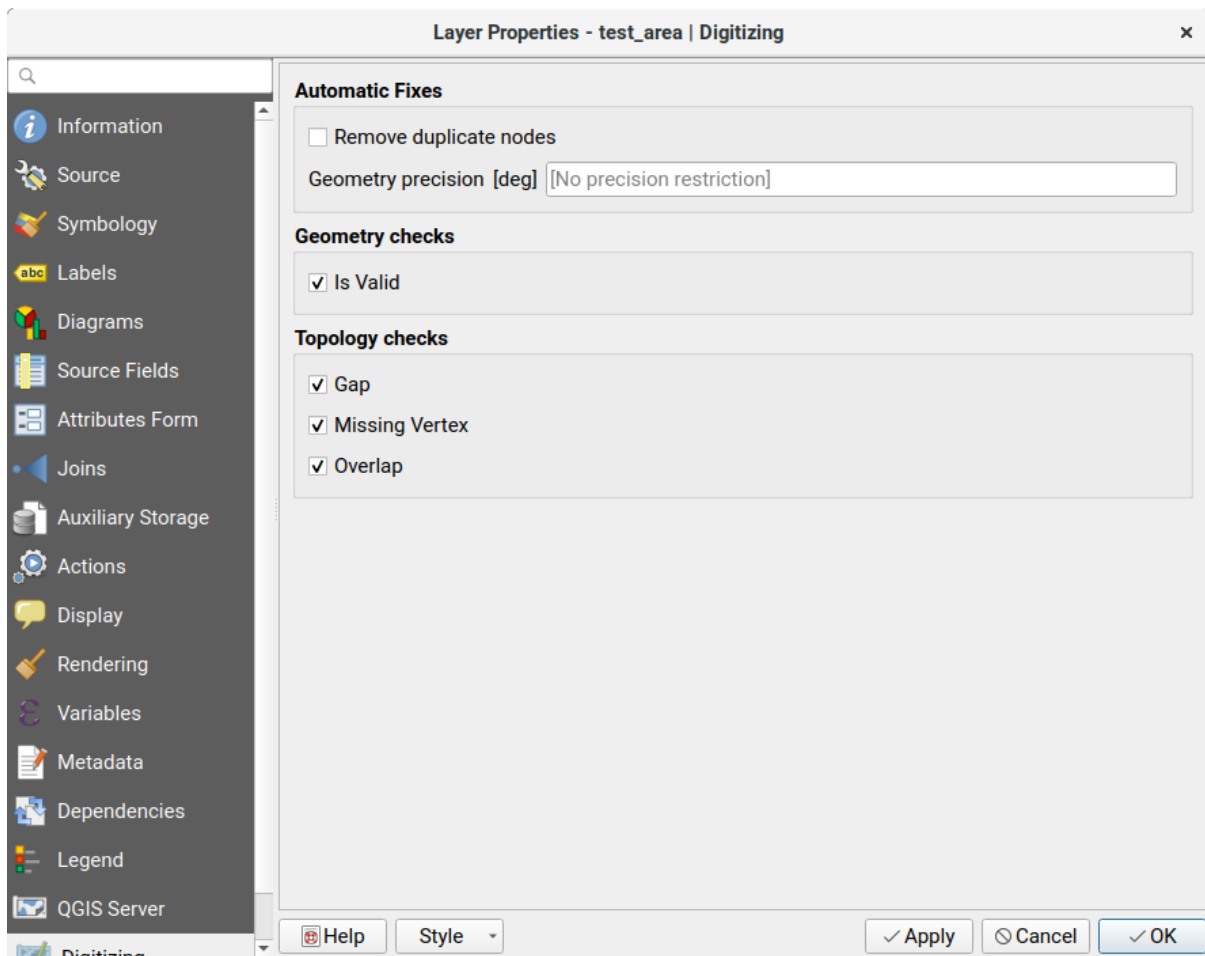 Layer Properties - test_area | Digitizing
Information
Source
Symbology
abc Labels
Diagrams
Source Fields
Attributes Form
Joins
Auxiliary Storage
Actions
Display
Rendering
Variables
Metadata
Dependencies
Legend
QGIS Server
Digitizing
Automatic Fixes
Remove duplicate nodes
Geometry precision [deg] [No precision restriction]
Geometry checks
Is Valid
Topology checks
Gap
Missing Vertex
Overlap
Help Style Apply Cancel OK